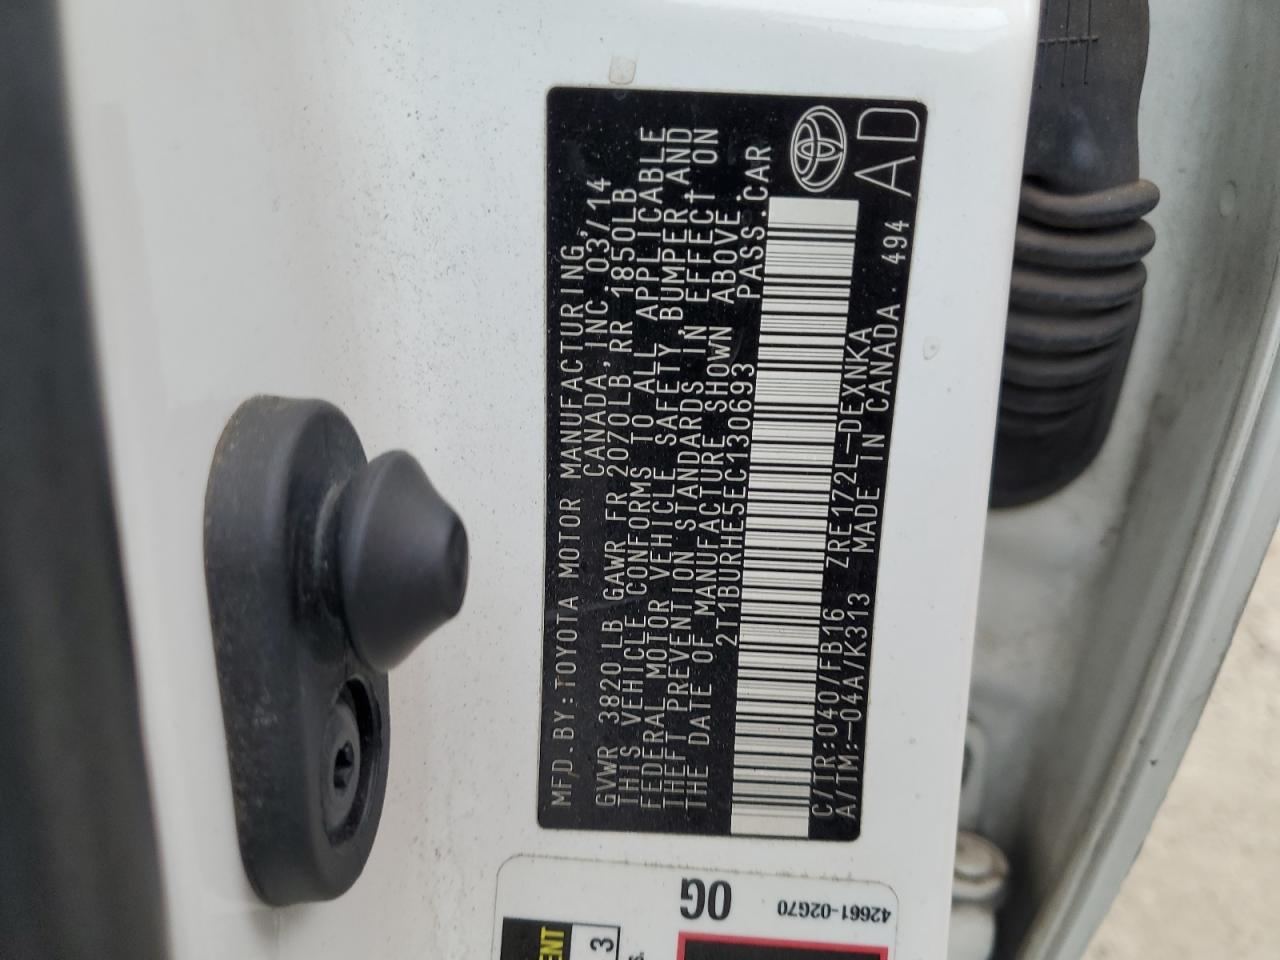 MFD.BY:TOYOTA MOTOR MANUFACTURING,
CANADA,INC. 03/14
GVWR 3820LB GAWR FR 2070LB,RR 1850LB
THIS VEHICLE CONFORMS TO ALL APPLICABLE
FEDERAL MOTOR VEHICLE SAFETY,BUMPER,AND
THEFT PREVENTION STANDARDS IN EFFECT ON
THE DATE OF MANUFACTURE SHOWN ABOVE.
2T1BURHE5EC130693 PASS.CAR
C/TR:040/FB16 ZRE172L-DEXNKA
A/TM:-04A/K313 MADE IN CANADA 494
AD
42661-02G70
0G
3